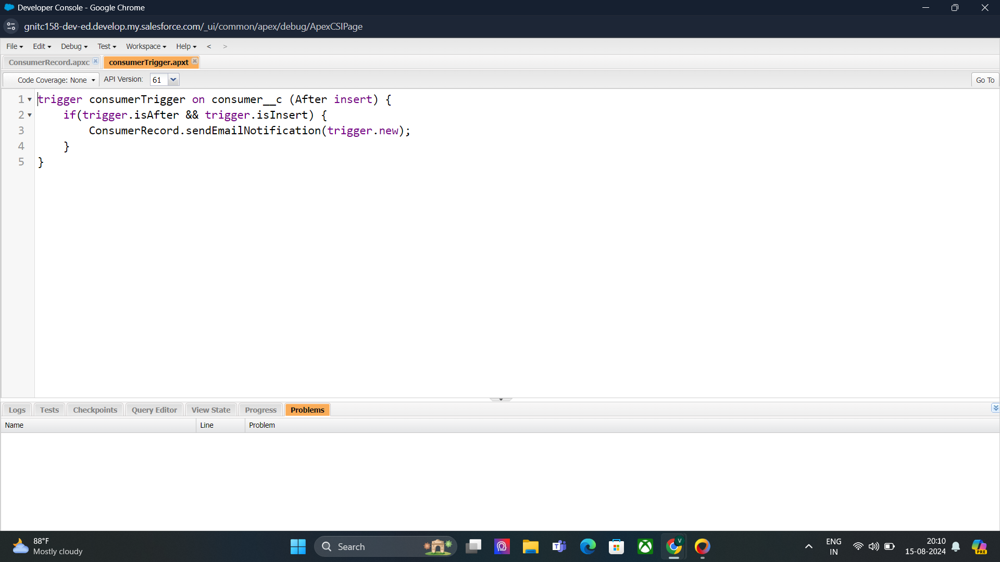 Developer Console - Google Chrome
gnitc158-dev-ed.develop.my.salesforce.com/_ui/common/apex/debug/ApexCSIPage
File Edit Debug Test Workspace Help < >
ConsumerRecord.apxc consumerTrigger.apxt
Code Coverage: None API Version: 61 Go To
1 trigger consumerTrigger on consumer__c (After insert) {
2 if(trigger.isAfter && trigger.isInsert) {
3 ConsumerRecord.sendEmailNotification(trigger.new);
4 }
5 }
Logs Tests Checkpoints Query Editor View State Progress Problems
Name Line Problem
88°F
Mostly cloudy
Search
ENG
IN
20:10
15-08-2024
PRE
V
T